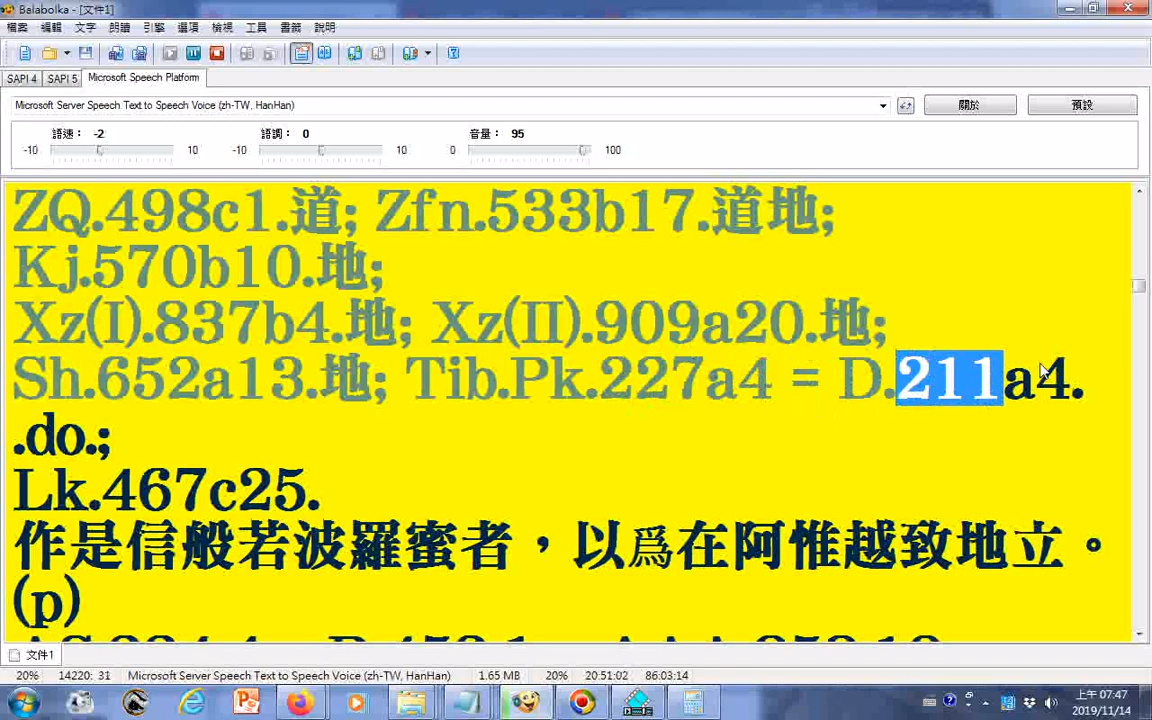 Balabolka - [文件1]
檔案 編輯 文字 朗讀 引擎 選項 檢視 工具 書籤 說明
SAPI 4 SAPI 5 Microsoft Speech Platform
Microsoft Server Speech Text to Speech Voice (zh-TW, HanHan) 關於 預設
語速： -2 語調： 0 音量： 95
-10 10 -10 10 0 100
ZQ.498c1.道; Zfn.533b17.道地;
Kj.570b10.地;
Xz(I).837b4.地; Xz(II).909a20.地;
Sh.652a13.地; Tib.Pk.227a4 = D.211a4.
.do.;
Lk.467c25.
作是信般若波羅蜜者，以爲在阿惟越致地立。
(p)
文件1
20% 14220: 31 Microsoft Server Speech Text to Speech Voice (zh-TW, HanHan) 1.65 MB 20% 20:51:02 86:03:14
上午 07:47
2019/11/14